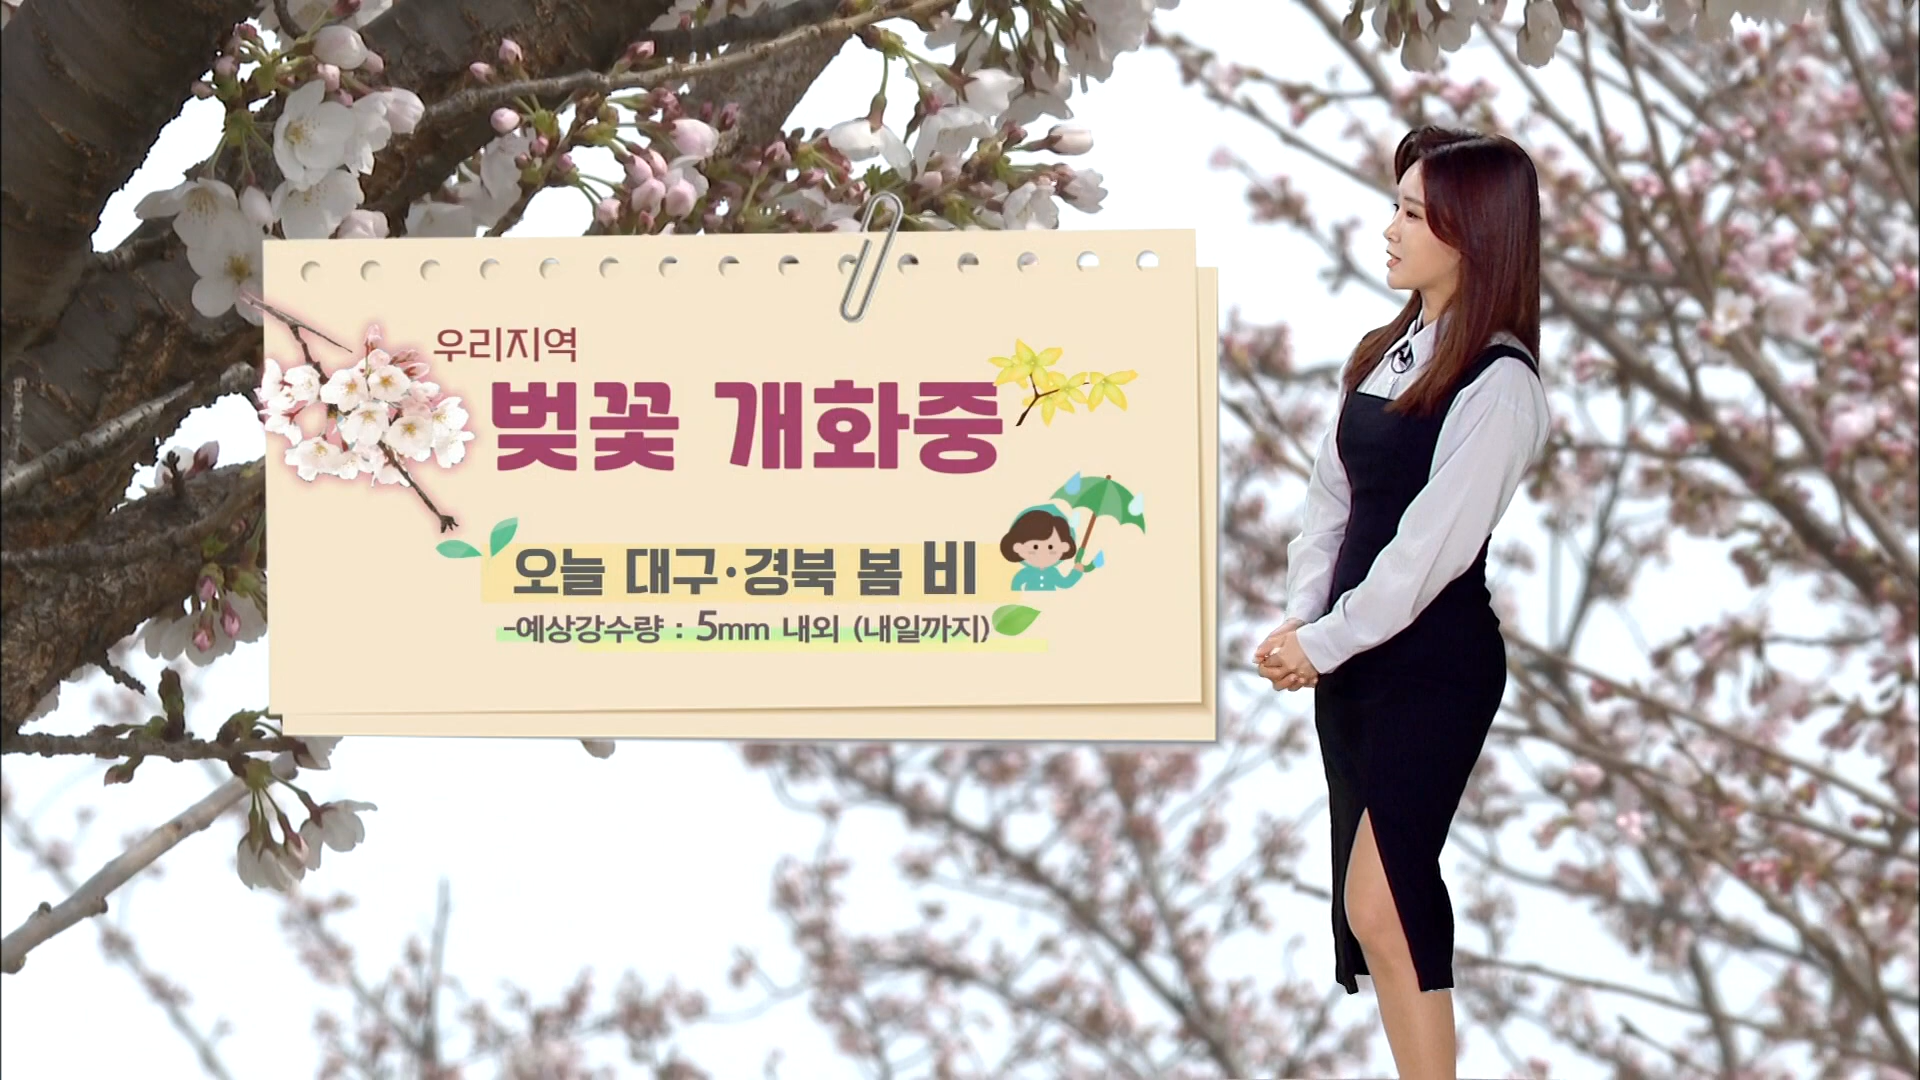 우리지역
벚꽃 개화중
오늘 대구·경북 봄 비
-예상강수량 : 5mm 내외 (내일까지)